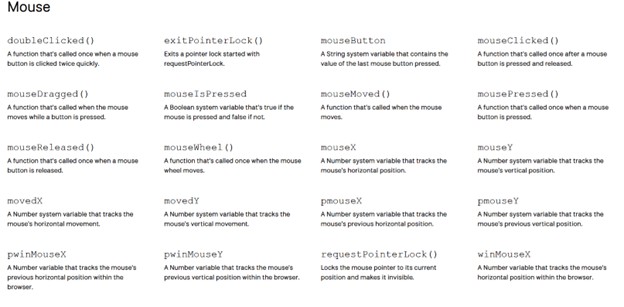 Mouse
doubleClicked()
A function that's called once when a mouse
button is clicked twice quickly.
exitPointerLock()
Exits a pointer lock started with
requestPointerLock.
mouseButton
A String system variable that contains the
value of the last mouse button pressed.
mouseClicked()
A function that's called once after a mouse
button is pressed and released.
mouseDragged()
A function that's called when the mouse
moves while a button is pressed.
mouseIsPressed
A Boolean system variable that's true if the
mouse is pressed and false if not.
mouseMoved()
A function that's called when the mouse
moves.
mousePressed()
A function that's called once when a mouse
button is pressed.
mouseReleased()
A function that's called once when a mouse
button is released.
mouseWheel()
A function that's called once when the mouse
wheel moves.
mouseX
A Number system variable that tracks the
mouse's horizontal position.
mouseY
A Number system variable that tracks the
mouse's vertical position.
movedX
A Number system variable that tracks the
mouse's horizontal movement.
movedY
A Number system variable that tracks the
mouse's vertical movement.
pmouseX
A Number system variable that tracks the
mouse's previous horizontal position.
pmouseY
A Number system variable that tracks the
mouse's previous vertical position.
pwinMouseX
A Number variable that tracks the mouse's
previous horizontal position within the
browser.
pwinMouseY
A Number variable that tracks the mouse's
previous vertical position within the browser.
requestPointerLock()
Locks the mouse pointer to its current
position and makes it invisible.
winMouseX
A Number variable that tracks the mouse's
horizontal position within the browser.